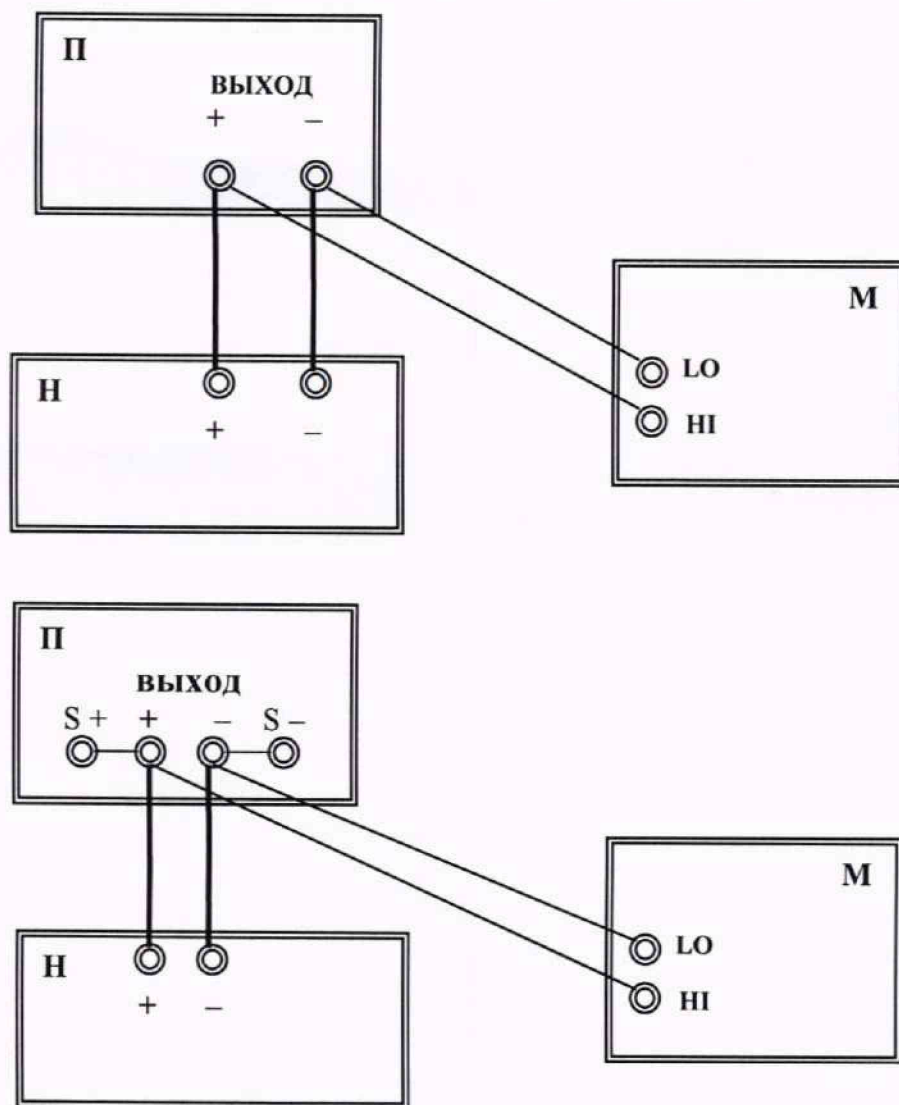 П
ВЫХОД
+ –
М
LO
HI
Н
+ –
П
ВЫХОД
S + + – S –
М
LO
HI
Н
+ –